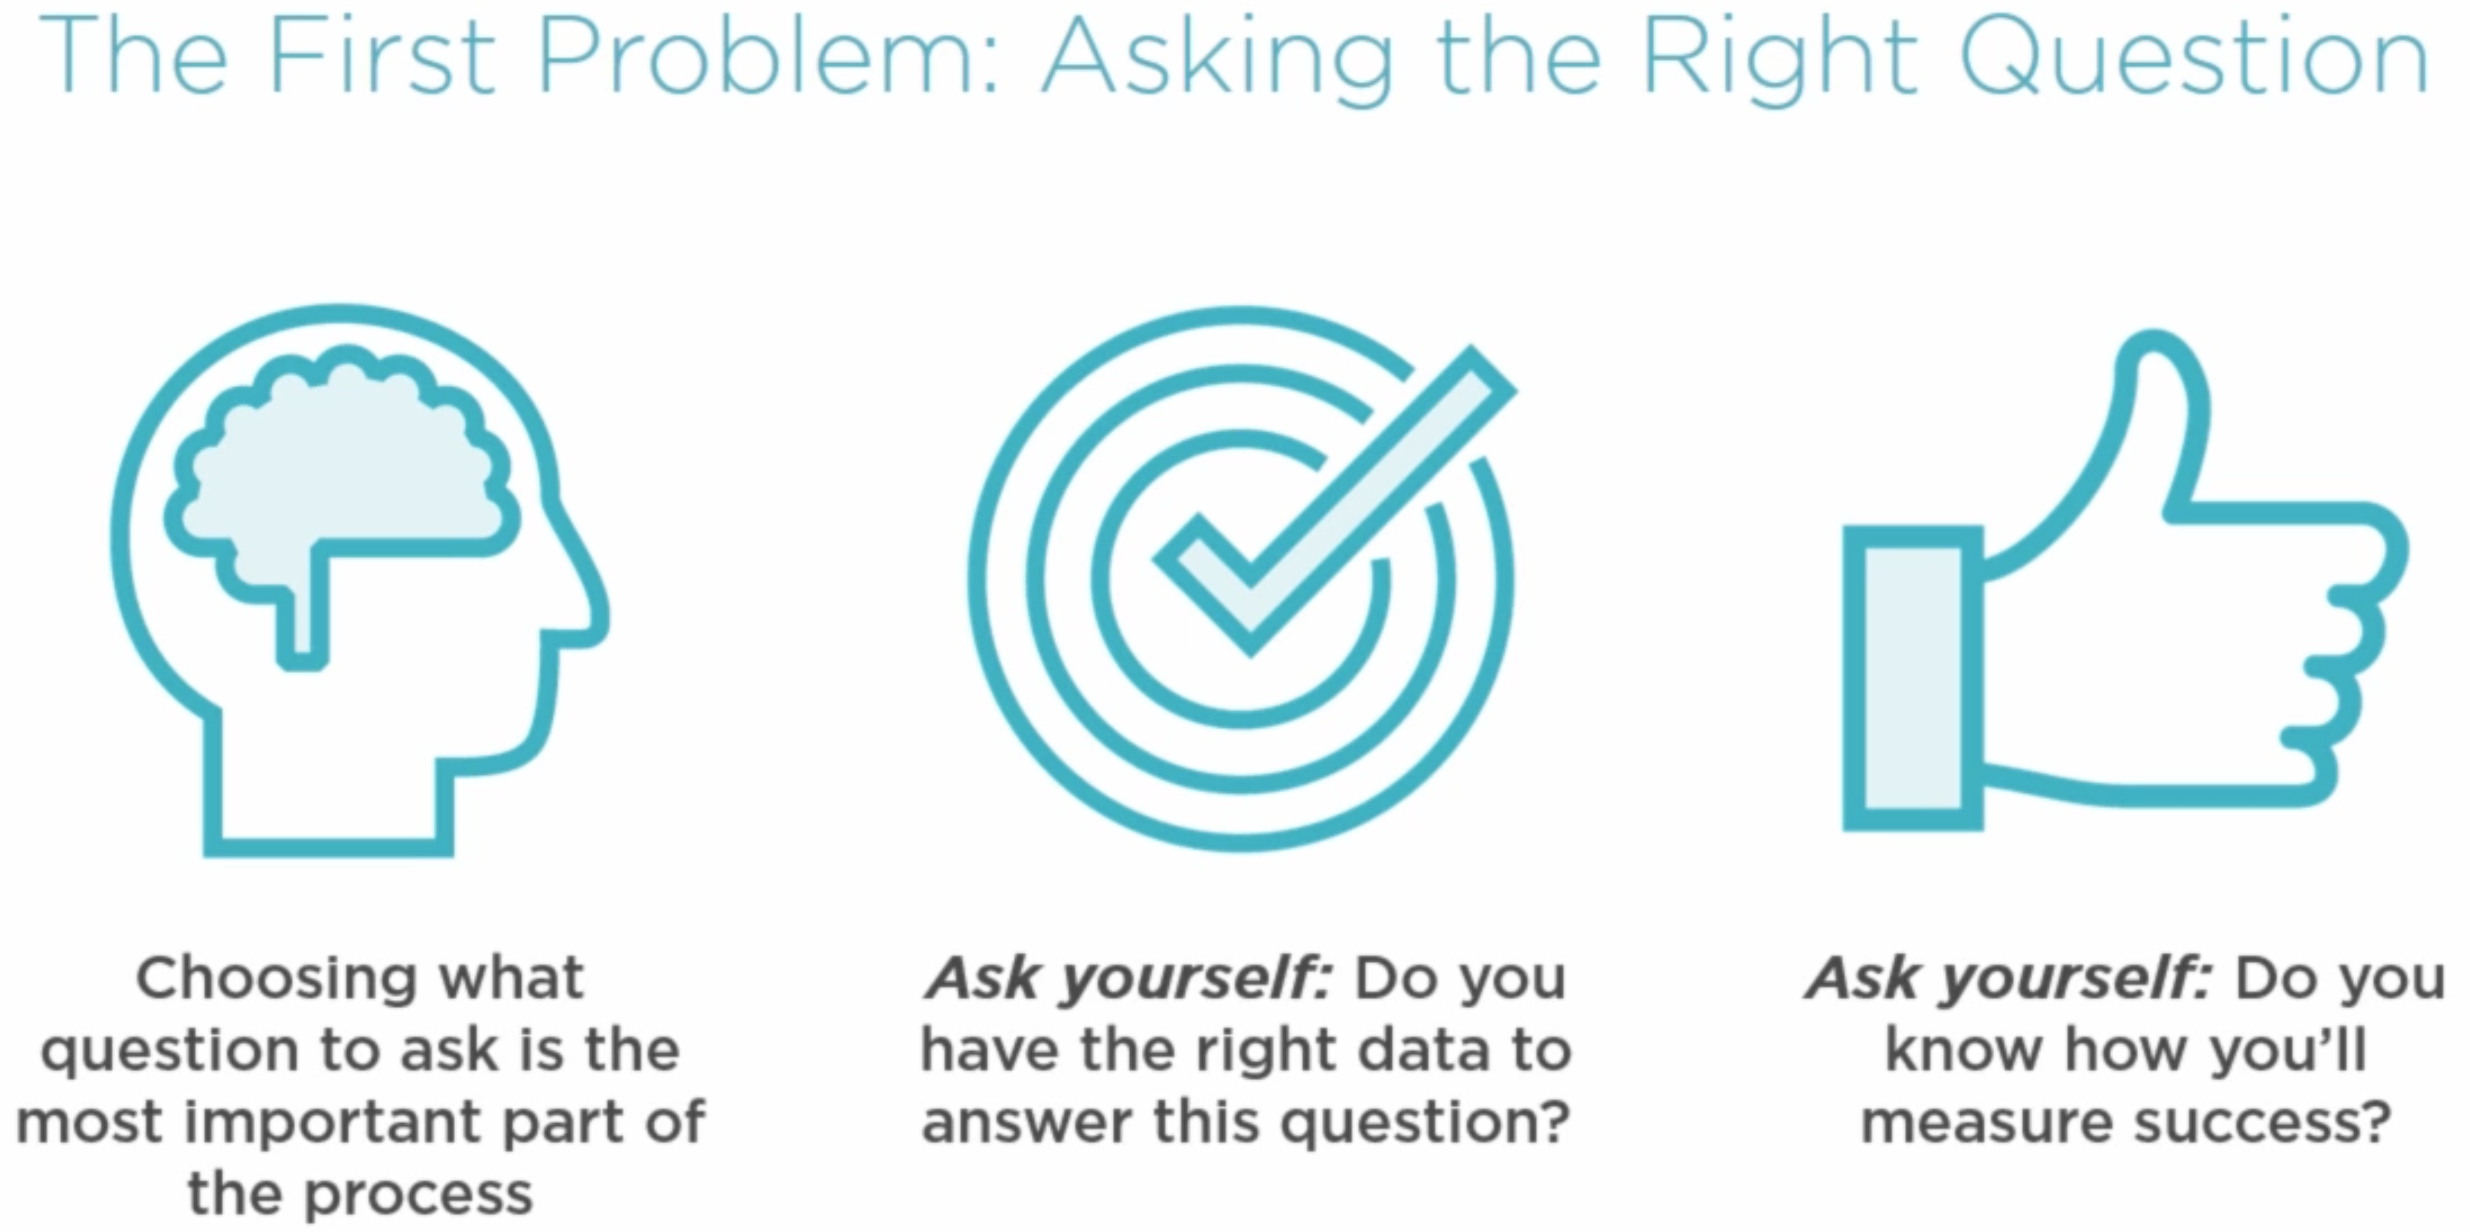 The First Problem: Asking the Right Question
Choosing what
question to ask is the
most important part of
the process
Ask yourself: Do you
have the right data to
answer this question?
Ask yourself: Do you
know how you’ll
measure success?